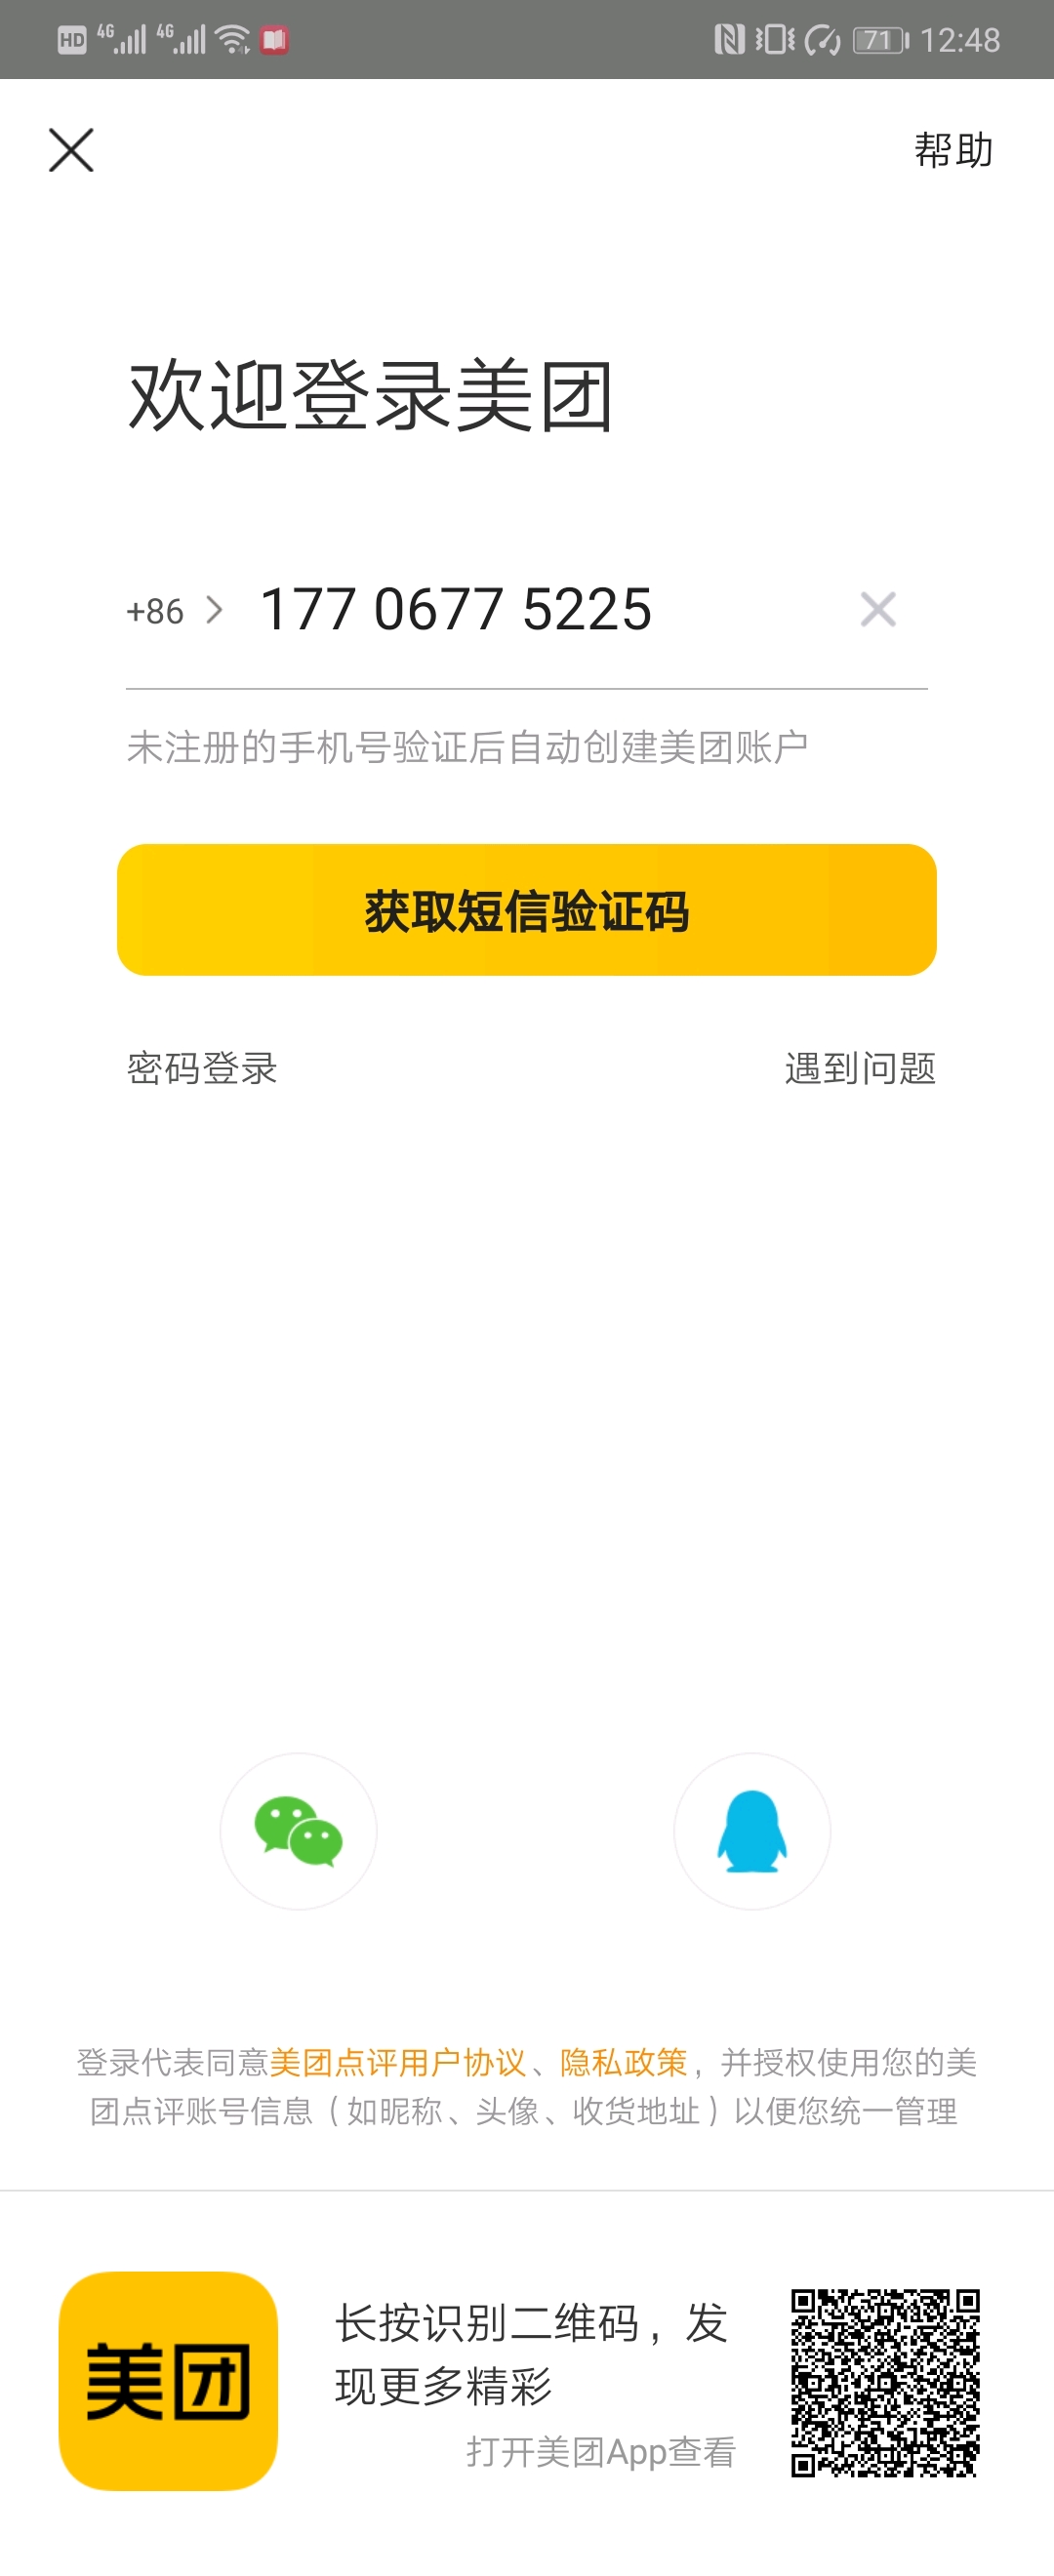 HD 4G 4G 71 12:48
帮助
欢迎登录美团
+86 177 0677 5225
未注册的手机号验证后自动创建美团账户
获取短信验证码
密码登录 遇到问题
登录代表同意美团点评用户协议、隐私政策，并授权使用您的美
团点评账号信息（如昵称、头像、收货地址）以便您统一管理
美团
长按识别二维码，发
现更多精彩
打开美团App查看